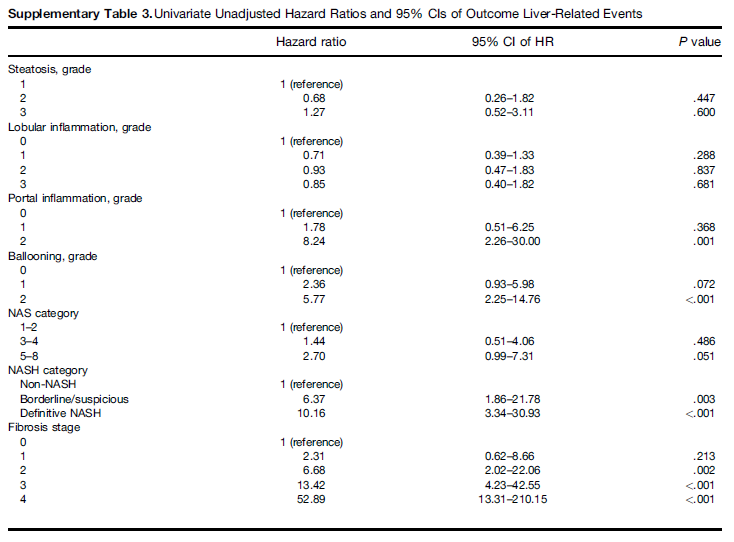 Supplementary Table 3. Univariate Unadjusted Hazard Ratios and 95% CIs of Outcome Liver-Related Events
Hazard ratio 95% CI of HR P value
Steatosis, grade
1 1 (reference)
2 0.68 0.26–1.82 .447
3 1.27 0.52–3.11 .600
Lobular inflammation, grade
0 1 (reference)
1 0.71 0.39–1.33 .288
2 0.93 0.47–1.83 .837
3 0.85 0.40–1.82 .681
Portal inflammation, grade
0 1 (reference)
1 1.78 0.51–6.25 .368
2 8.24 2.26–30.00 .001
Ballooning, grade
0 1 (reference)
1 2.36 0.93–5.98 .072
2 5.77 2.25–14.76 <.001
NAS category
1–2 1 (reference)
3–4 1.44 0.51–4.06 .486
5–8 2.70 0.99–7.31 .051
NASH category
Non-NASH 1 (reference)
Borderline/suspicious 6.37 1.86–21.78 .003
Definitive NASH 10.16 3.34–30.93 <.001
Fibrosis stage
0 1 (reference)
1 2.31 0.62–8.66 .213
2 6.68 2.02–22.06 .002
3 13.42 4.23–42.55 <.001
4 52.89 13.31–210.15 <.001